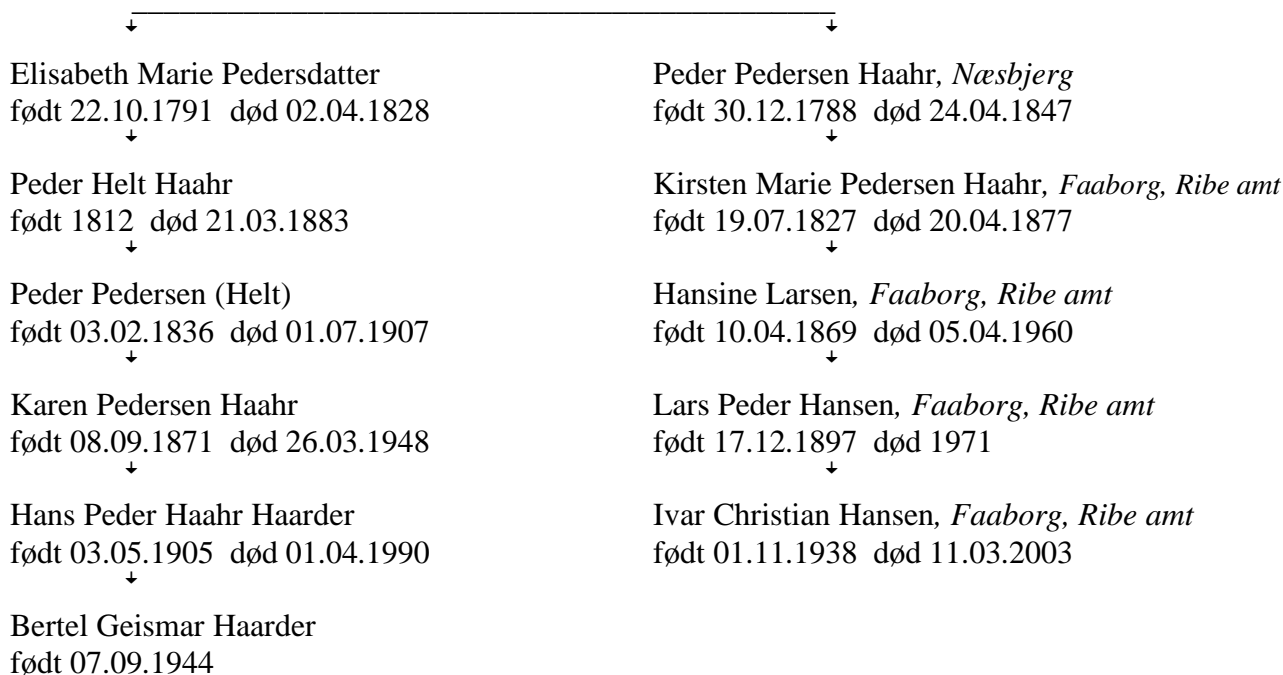 Elisabeth Marie Pedersdatter
født 22.10.1791 død 02.04.1828
Peder Helt Haahr
født 1812 død 21.03.1883
Peder Pedersen (Helt)
født 03.02.1836 død 01.07.1907
Karen Pedersen Haahr
født 08.09.1871 død 26.03.1948
Hans Peder Haahr Haarder
født 03.05.1905 død 01.04.1990
Bertel Geismar Haarder
født 07.09.1944
Peder Pedersen Haahr, Næsbjerg
født 30.12.1788 død 24.04.1847
Kirsten Marie Pedersen Haahr, Faaborg, Ribe amt
født 19.07.1827 død 20.04.1877
Hansine Larsen, Faaborg, Ribe amt
født 10.04.1869 død 05.04.1960
Lars Peder Hansen, Faaborg, Ribe amt
født 17.12.1897 død 1971
Ivar Christian Hansen, Faaborg, Ribe amt
født 01.11.1938 død 11.03.2003